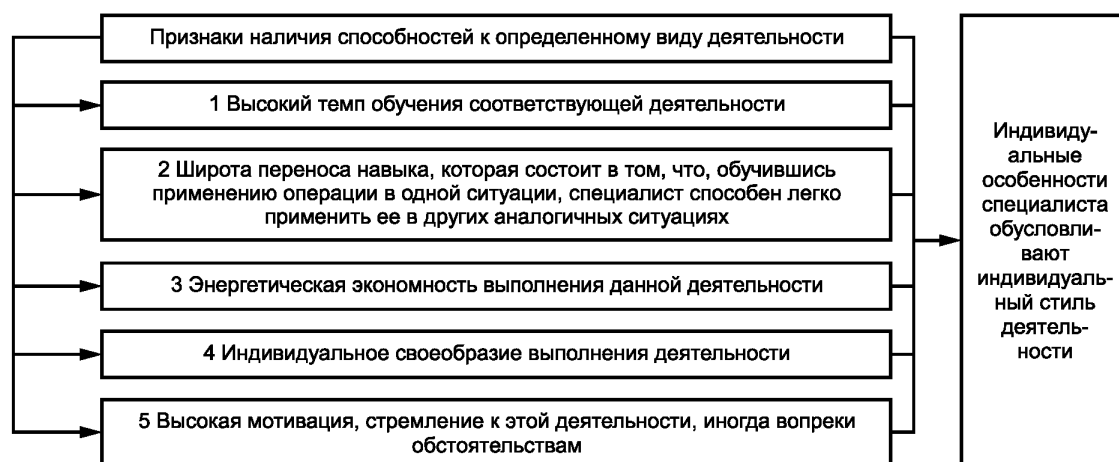 Признаки наличия способностей к определенному виду деятельности
1 Высокий темп обучения соответствующей деятельности
2 Широта переноса навыка, которая состоит в том, что, обучившись
применению операции в одной ситуации, специалист способен легко
применить ее в других аналогичных ситуациях
3 Энергетическая экономность выполнения данной деятельности
4 Индивидуальное своеобразие выполнения деятельности
5 Высокая мотивация, стремление к этой деятельности, иногда вопреки
обстоятельствам
Индивиду-
альные
особенности
специалиста
обусловли-
вают
индивидуаль-
ный стиль
деятель-
ности